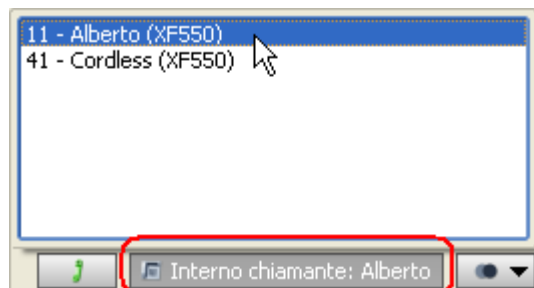 11 - Alberto (XF550)
41 - Cordless (XF550)
Interno chiamante: Alberto